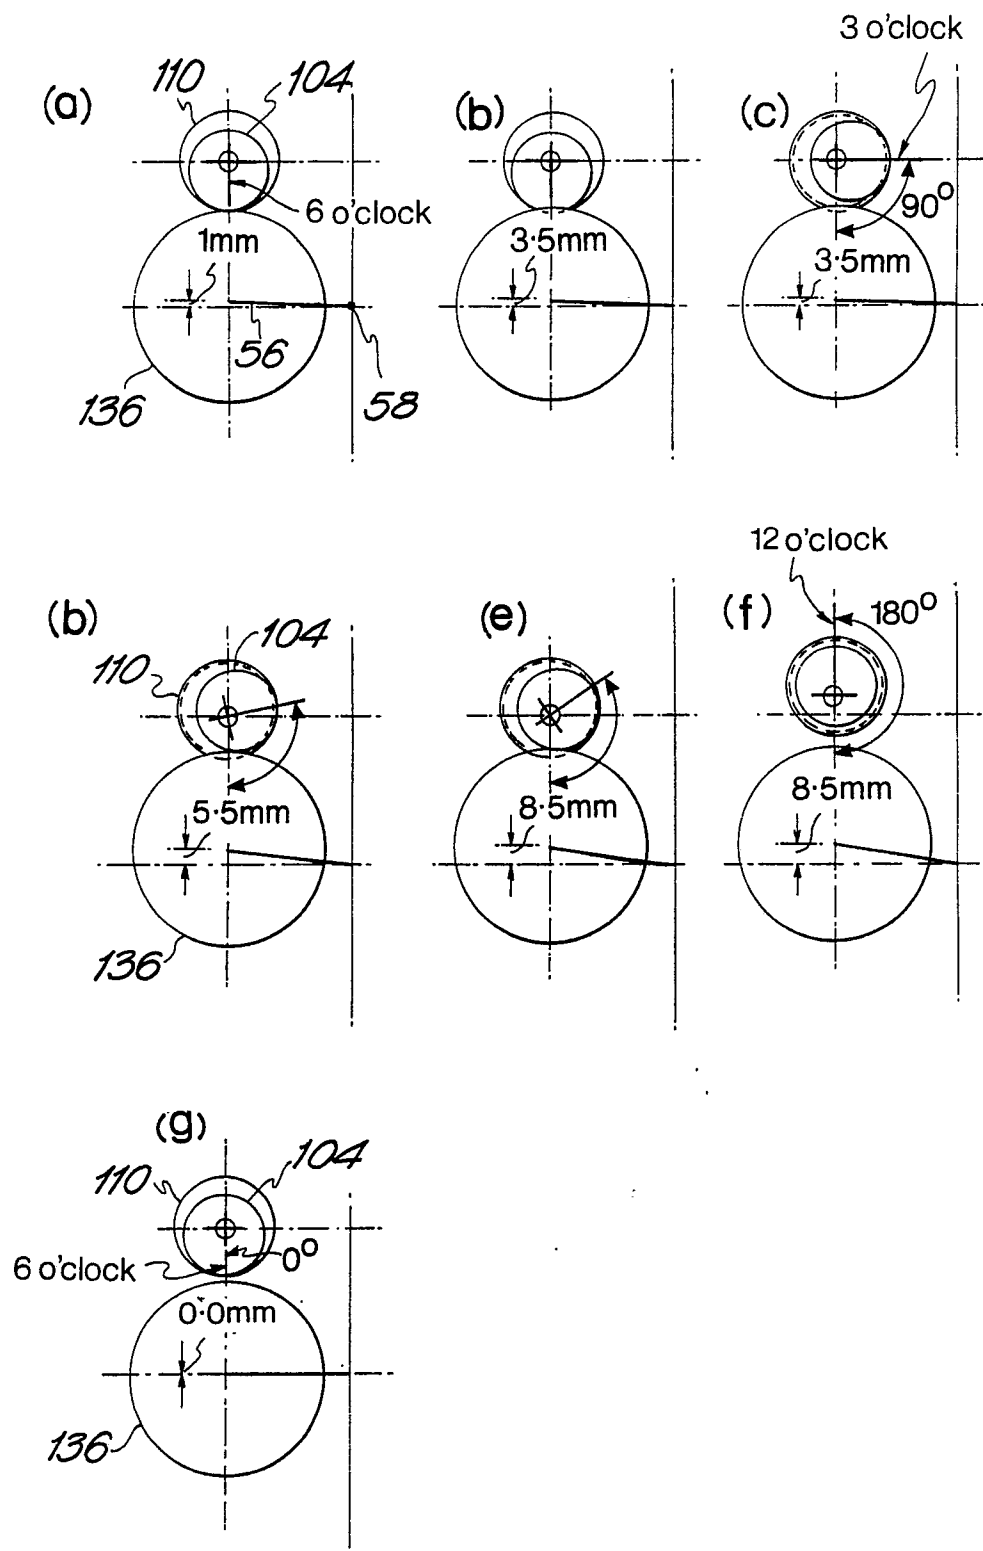 (a)
110
104
6 o'clock
1mm
56
136
58
(b)
3·5mm
(c)
3 o'clock
90°
3·5mm
(b)
104
110
5·5mm
136
(e)
8·5mm
(f)
12 o'clock
180°
8·5mm
(g)
110
104
6 o'clock
0°
0·0mm
136